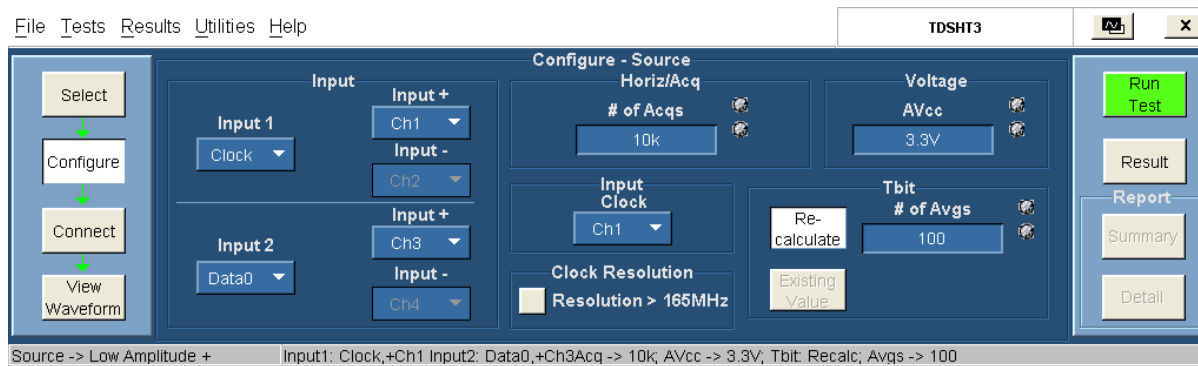 File Tests Results Utilities Help
TDSHT3
x
Select
Configure
Connect
View
Waveform
Configure - Source
Input
Input 1
Clock
Input +
Ch1
Input -
Ch2
Input 2
Data0
Input +
Ch3
Input -
Ch4
Horiz/Acq
# of Acqs
10k
Input
Clock
Ch1
Clock Resolution
Resolution > 165MHz
Voltage
AVcc
3.3V
Tbit
Re-
calculate
Existing
Value
# of Avgs
100
Run
Test
Result
Report
Summary
Detail
Source -> Low Amplitude +
Input1: Clock,+Ch1 Input2: Data0,+Ch3Acq -> 10k; AVcc -> 3.3V; Tbit: Recalc; Avgs -> 100